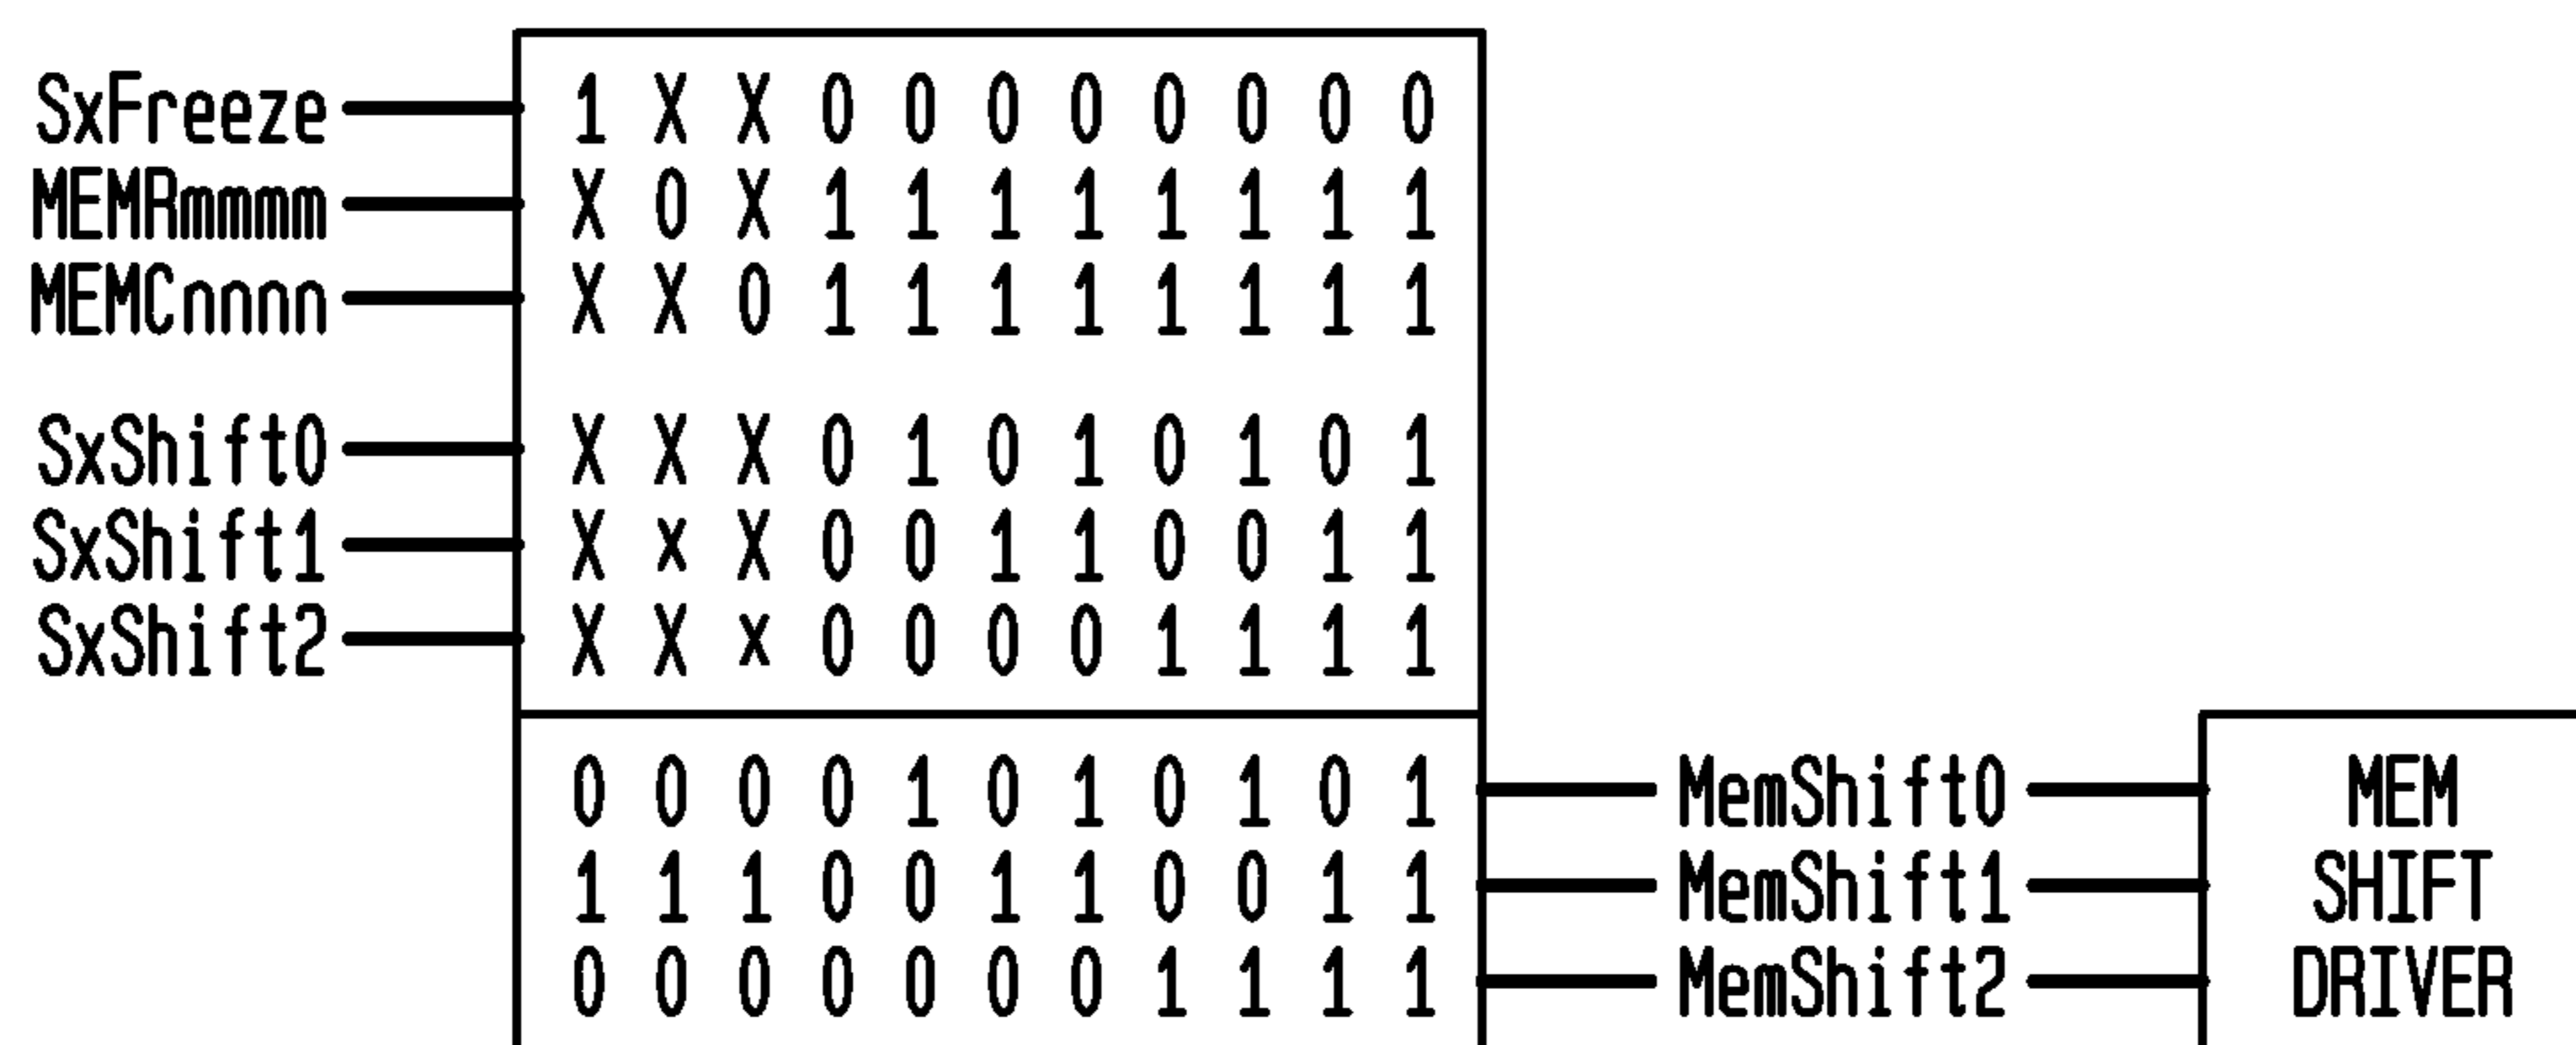 SxFreeze 1 X X 0 0 0 0 0 0 0 0
MEMRmmmm X 0 X 1 1 1 1 1 1 1 1
MEMCnnnn X X 0 1 1 1 1 1 1 1 1
SxShift0 X X X 0 1 0 1 0 1 0 1
SxShift1 X x X 0 0 1 1 0 0 1 1
SxShift2 X X x 0 0 0 0 1 1 1 1
0 0 0 0 1 0 1 0 1 0 1 MemShift0 MEM
1 1 1 0 0 1 1 0 0 1 1 MemShift1 SHIFT
0 0 0 0 0 0 0 1 1 1 1 MemShift2 DRIVER